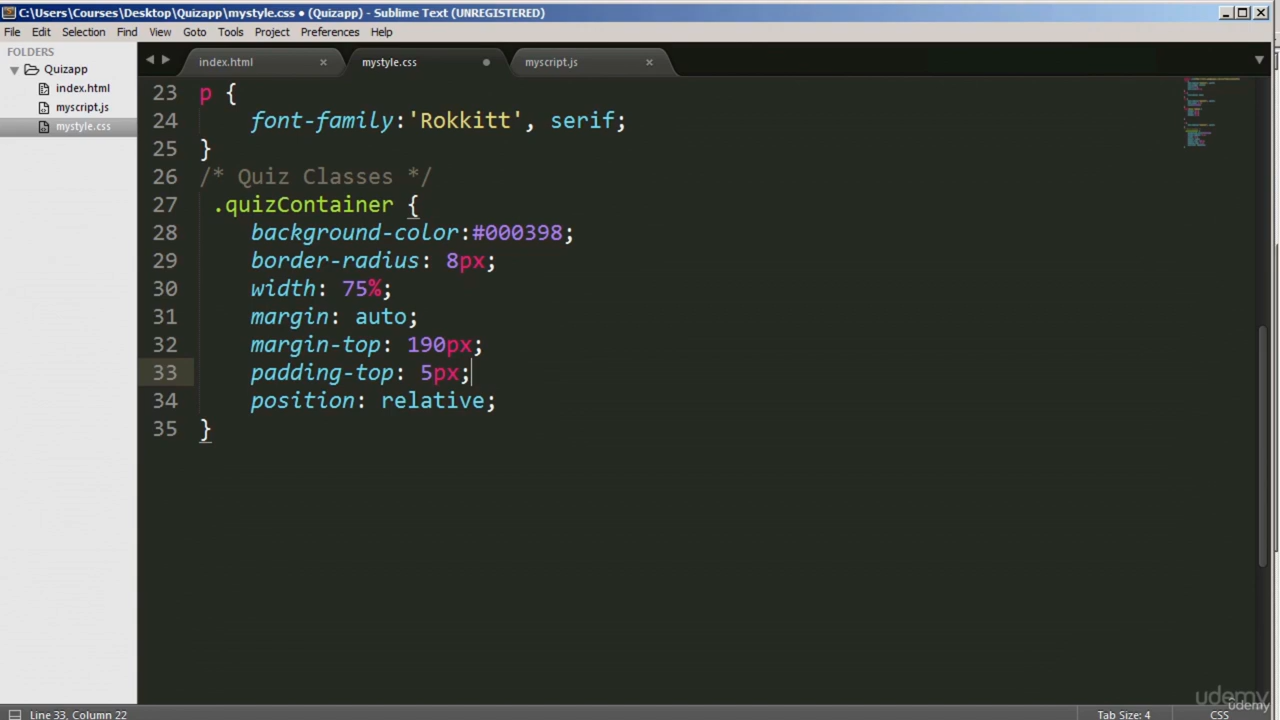 C:\Users\Courses\Desktop\Quizapp\mystyle.css • (Quizapp) - Sublime Text (UNREGISTERED)
File Edit Selection Find View Goto Tools Project Preferences Help
FOLDERS
Quizapp
index.html
myscript.js
mystyle.css
index.html mystyle.css myscript.js
23 p {
24 font-family:'Rokkitt', serif;
25 }
26 /* Quiz Classes */
27 .quizContainer {
28 background-color:#000398;
29 border-radius: 8px;
30 width: 75%;
31 margin: auto;
32 margin-top: 190px;
33 padding-top: 5px;
34 position: relative;
35 }
udemy
udemy
Line 33, Column 22 Tab Size: 4 CSS